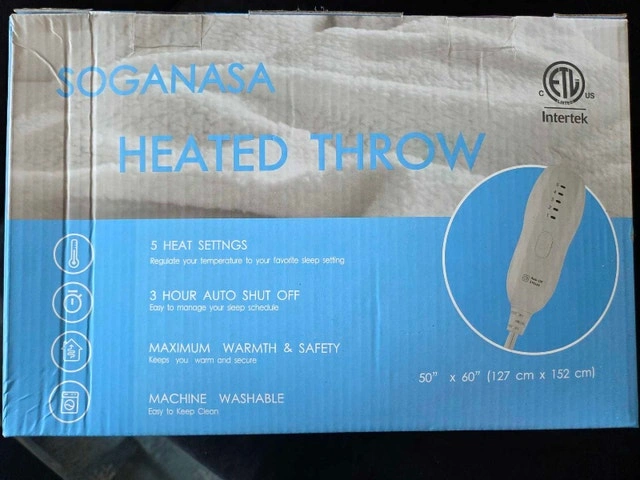 SOGANASA
HEATED THROW
C
ETL
LISTED
US
Intertek
5 HEAT SETTNGS
Regulate your temperature to your favorite sleep setting
3 HOUR AUTO SHUT OFF
Easy to manage your sleep schedule
MAXIMUM WARMTH & SAFETY
Keeps you warm and secure
MACHINE WASHABLE
Easy to Keep Clean
50” x 60” (127 cm x 152 cm)